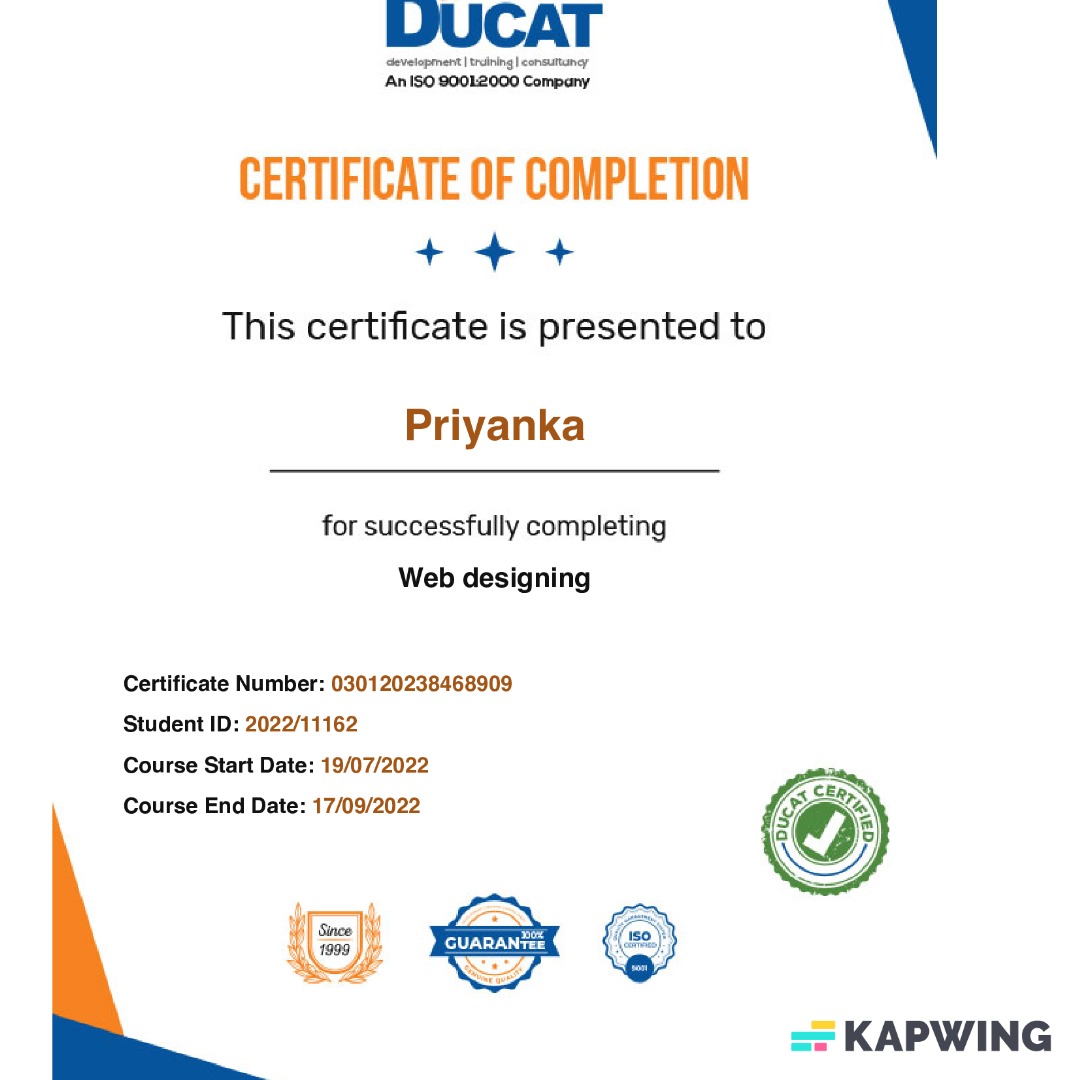 DUCAT
development | training | consultancy
An ISO 9001:2000 Company
CERTIFICATE OF COMPLETION
This certificate is presented to
Priyanka
for successfully completing
Web designing
Certificate Number: 030120238468909
Student ID: 2022/11162
Course Start Date: 19/07/2022
Course End Date: 17/09/2022
DUCAT CERTIFIED
Since
1999
100%
GUARANTEE
GENUINE QUALITY
ISO
CERTIFIED
9001
KAPWING